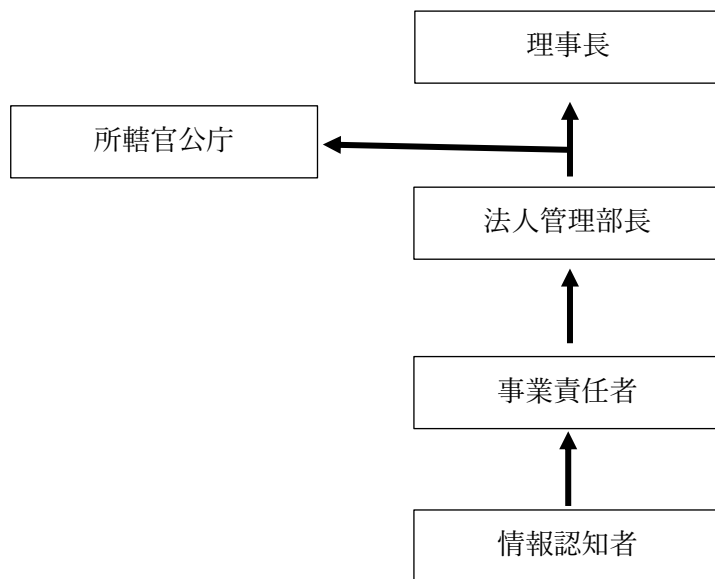 理事長
所轄官公庁
法人管理部長
事業責任者
情報認知者